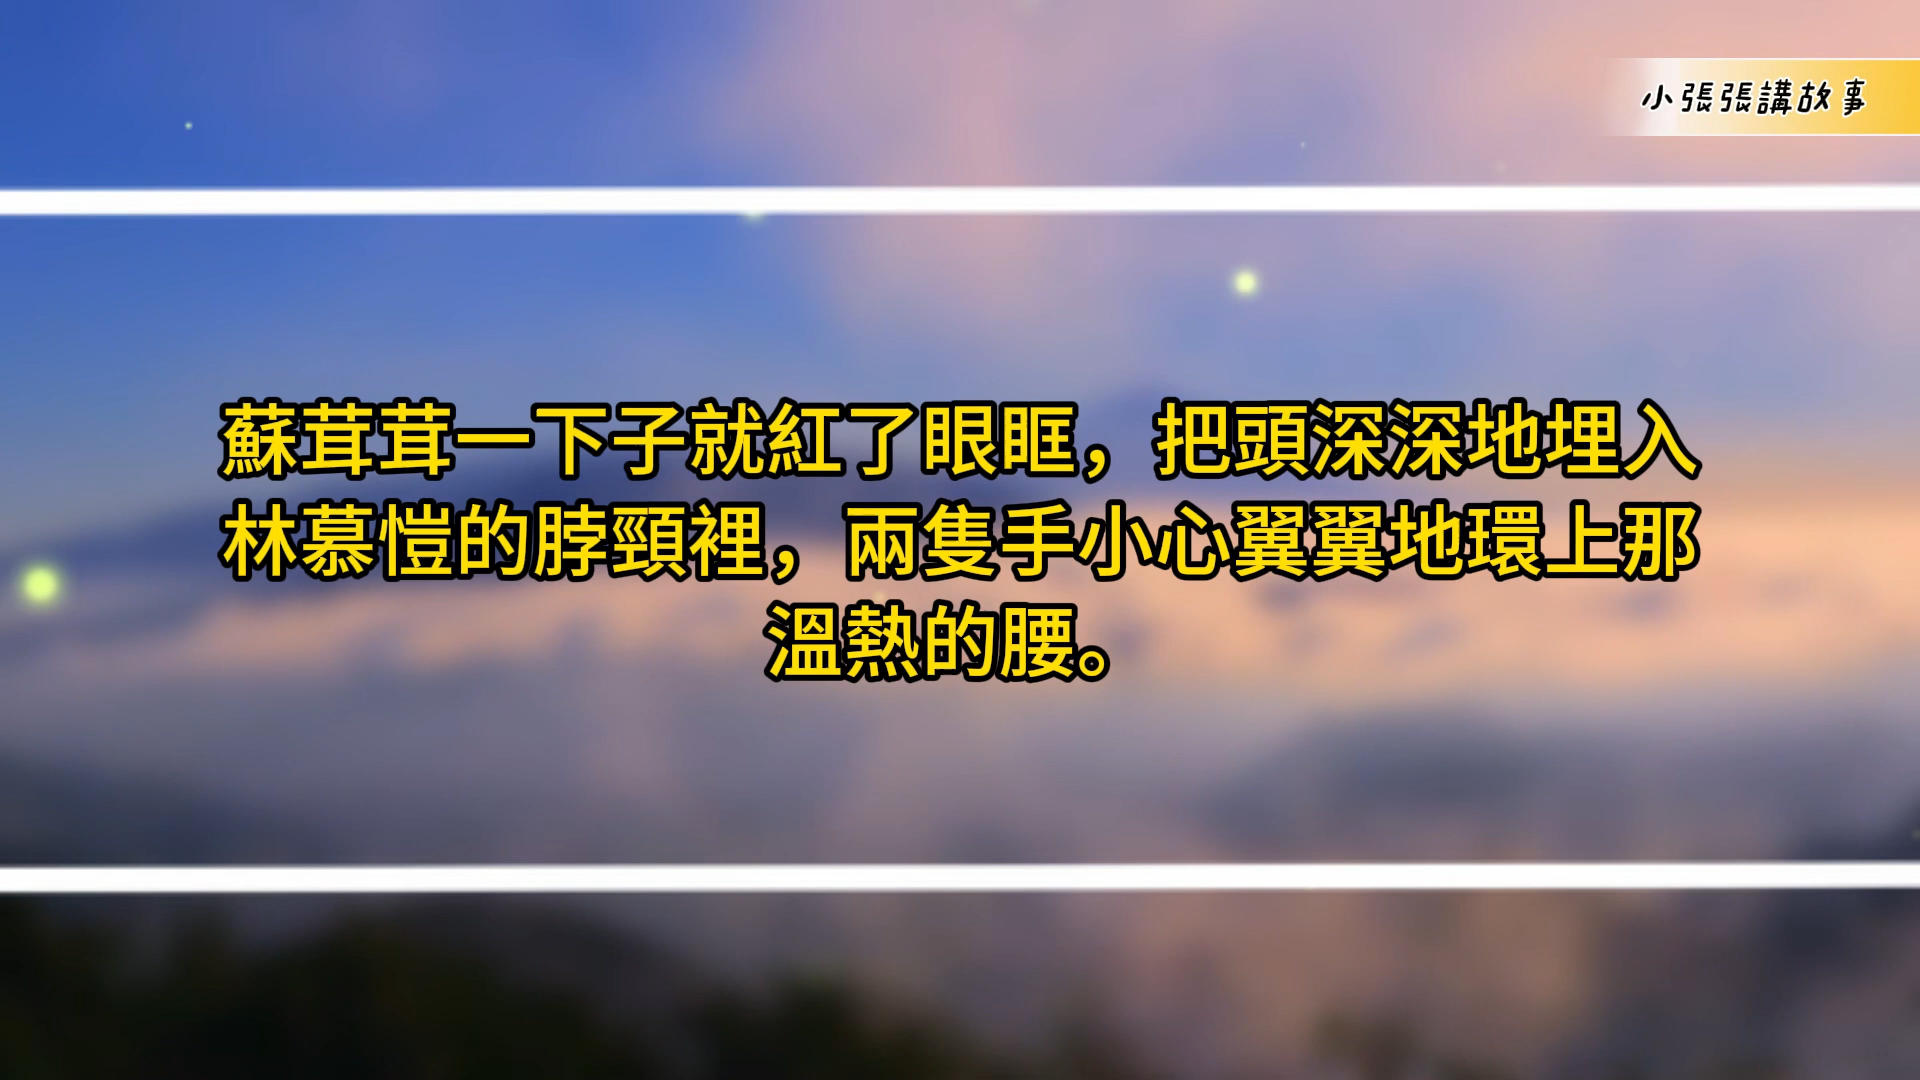 小張張講故事
蘇茸茸一下子就紅了眼眶，把頭深深地埋入
林慕愷的脖頸裡，兩隻手小心翼翼地環上那
溫熱的腰。